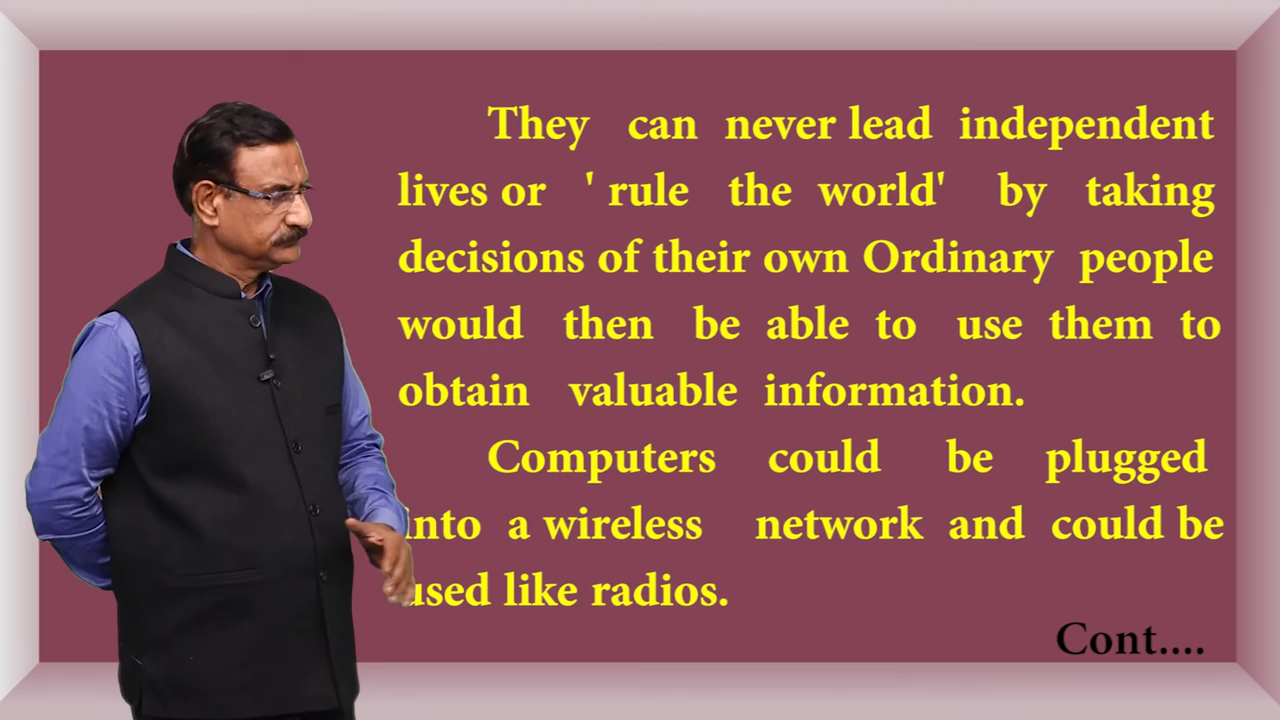 They can never lead independent
lives or ' rule the world' by taking
decisions of their own Ordinary people
would then be able to use them to
obtain valuable information.
Computers could be plugged
into a wireless network and could be
used like radios.
Cont....